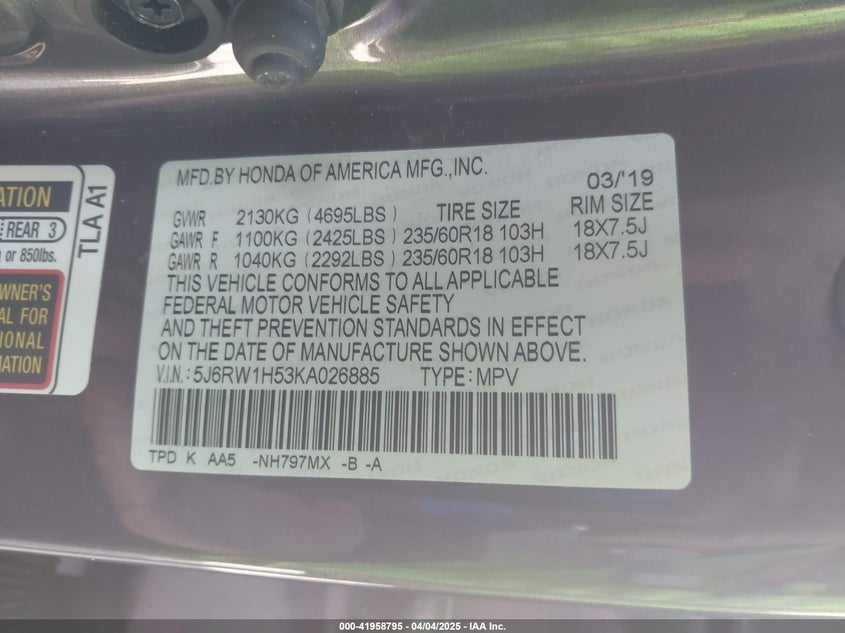 ATION
REAR 3
g or 850lbs.
TLA A1
WNER'S
AL FOR
IONAL
MATION
MFD.BY HONDA OF AMERICA MFG.,INC.
03/'19
GVWR 2130KG (4695LBS) TIRE SIZE RIM SIZE
GAWR F 1100KG (2425LBS) 235/60R18 103H 18X7.5J
GAWR R 1040KG (2292LBS) 235/60R18 103H 18X7.5J
THIS VEHICLE CONFORMS TO ALL APPLICABLE
FEDERAL MOTOR VEHICLE SAFETY
AND THEFT PREVENTION STANDARDS IN EFFECT
ON THE DATE OF MANUFACTURE SHOWN ABOVE.
V.I.N.: 5J6RW1H53KA026885 TYPE: MPV
TPD K AA5 -NH797MX -B -A
000-41958795 - 04/04/2025 - IAA Inc.